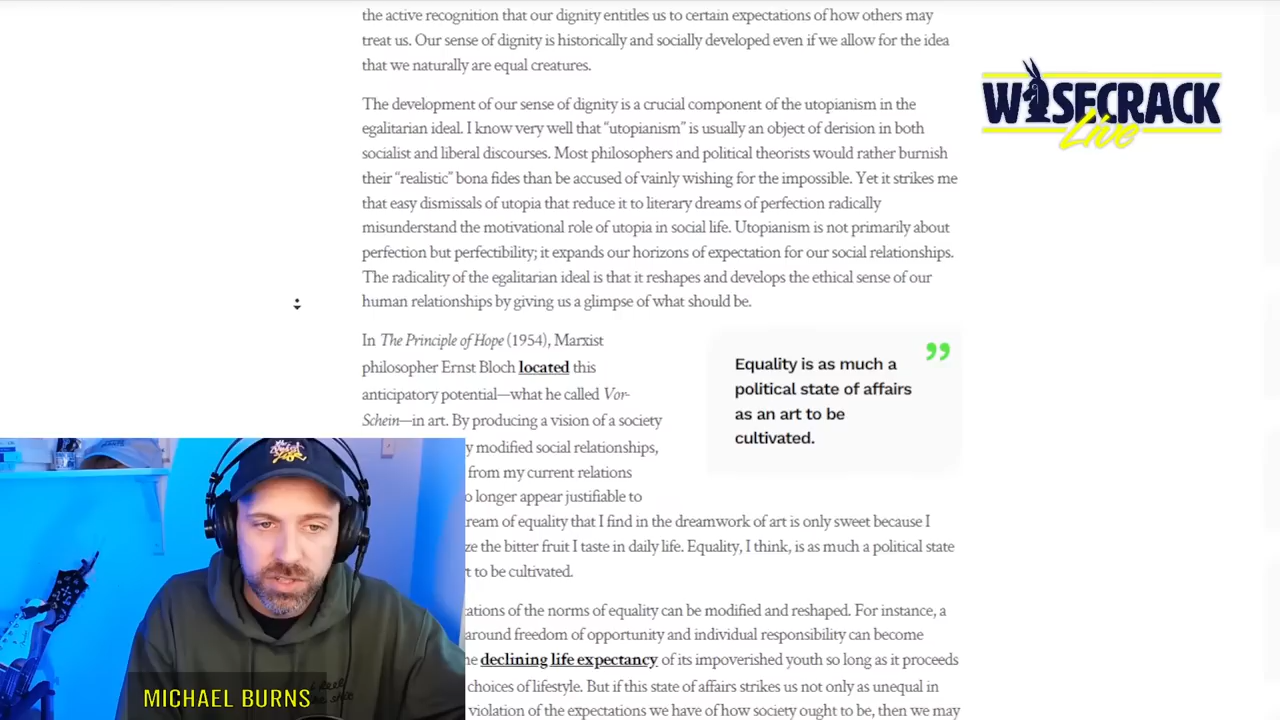 the active recognition that our dignity entitles us to certain expectations of how others may
treat us. Our sense of dignity is historically and socially developed even if we allow for the idea
that we naturally are equal creatures.
The development of our sense of dignity is a crucial component of the utopianism in the
egalitarian ideal. I know very well that “utopianism” is usually an object of derision in both
socialist and liberal discourses. Most philosophers and political theorists would rather burnish
their “realistic” bona fides than be accused of vainly wishing for the impossible. Yet it strikes me
that easy dismissals of utopia that reduce it to literary dreams of perfection radically
misunderstand the motivational role of utopia in social life. Utopianism is not primarily about
perfection but perfectibility; it expands our horizons of expectation for our social relationships.
The radicality of the egalitarian ideal is that it reshapes and develops the ethical sense of our
human relationships by giving us a glimpse of what should be.
In The Principle of Hope (1954), Marxist
philosopher Ernst Bloch located this
anticipatory potential—what he called Vor-
Schein—in art. By producing a vision of a society
y modified social relationships,
from my current relations
o longer appear justifiable to
ream of equality that I find in the dreamwork of art is only sweet because I
ze the bitter fruit I taste in daily life. Equality, I think, is as much a political state
t to be cultivated.
ations of the norms of equality can be modified and reshaped. For instance, a
around freedom of opportunity and individual responsibility can become
e declining life expectancy of its impoverished youth so long as it proceeds
choices of lifestyle. But if this state of affairs strikes us not only as unequal in
violation of the expectations we have of how society ought to be, then we may
”
Equality is as much a
political state of affairs
as an art to be
cultivated.
WISECRACK
Live
MICHAEL BURNS